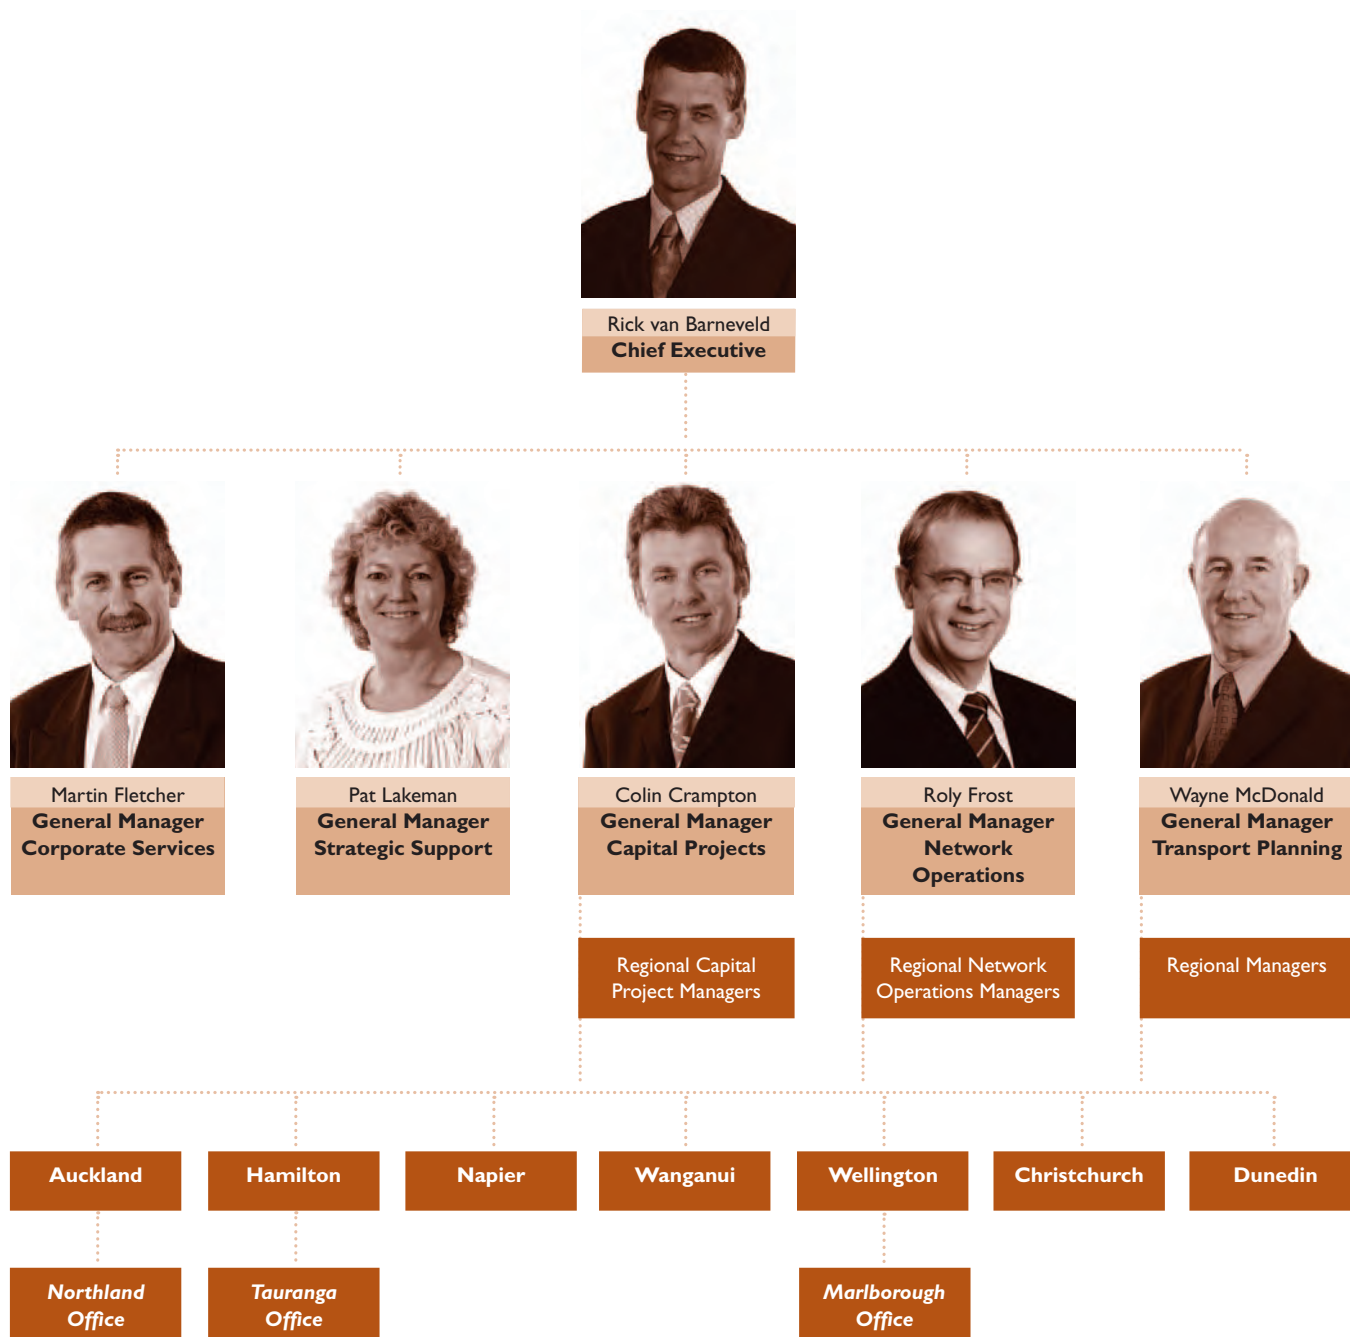 Rick van Barneveld
Chief Executive
Martin Fletcher
General Manager
Corporate Services
Pat Lakeman
General Manager
Strategic Support
Colin Crampton
General Manager
Capital Projects
Roly Frost
General Manager
Network
Operations
Wayne McDonald
General Manager
Transport Planning
Regional Capital
Project Managers
Regional Network
Operations Managers
Regional Managers
Auckland
Hamilton
Napier
Wanganui
Wellington
Christchurch
Dunedin
Northland
Office
Tauranga
Office
Marlborough
Office